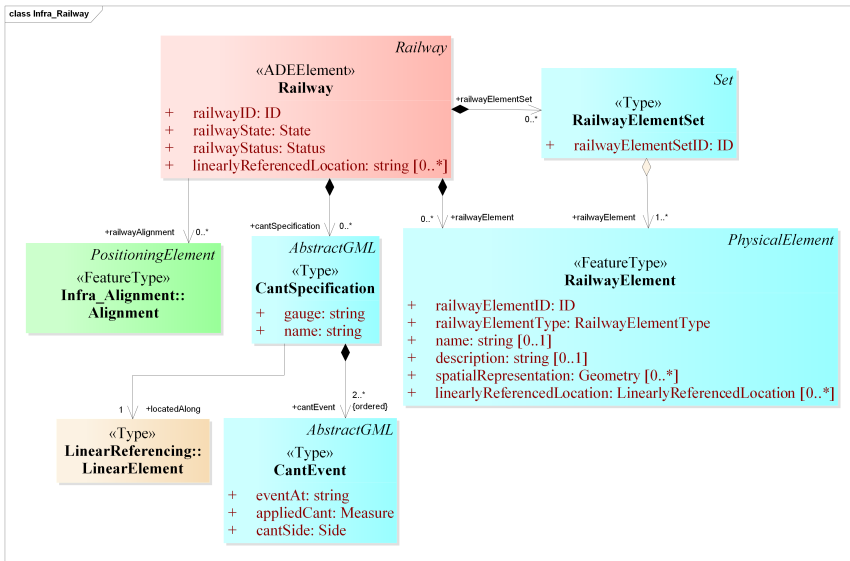 class Infra_Railway
Railway
«ADEElement»
Railway
+ railwayID: ID
+ railwayState: State
+ railwayStatus: Status
+ linearlyReferencedLocation: string [0..*]
+railwayElementSet
0..*
Set
«Type»
RailwayElementSet
+ railwayElementSetID: ID
+railwayAlignment 0..*
+cantSpecification 0..*
0..* +railwayElement
+railwayElement 1..*
PositioningElement
«FeatureType»
Infra_Alignment::
Alignment
AbstractGML
«Type»
CantSpecification
+ gauge: string
+ name: string
PhysicalElement
«FeatureType»
RailwayElement
+ railwayElementID: ID
+ railwayElementType: RailwayElementType
+ name: string [0..1]
+ description: string [0..1]
+ spatialRepresentation: Geometry [0..*]
+ linearlyReferencedLocation: LinearlyReferencedLocation [0..*]
1 +locatedAlong
2..*
+cantEvent {ordered}
«Type»
LinearReferencing::
LinearElement
AbstractGML
«Type»
CantEvent
+ eventAt: string
+ appliedCant: Measure
+ cantSide: Side